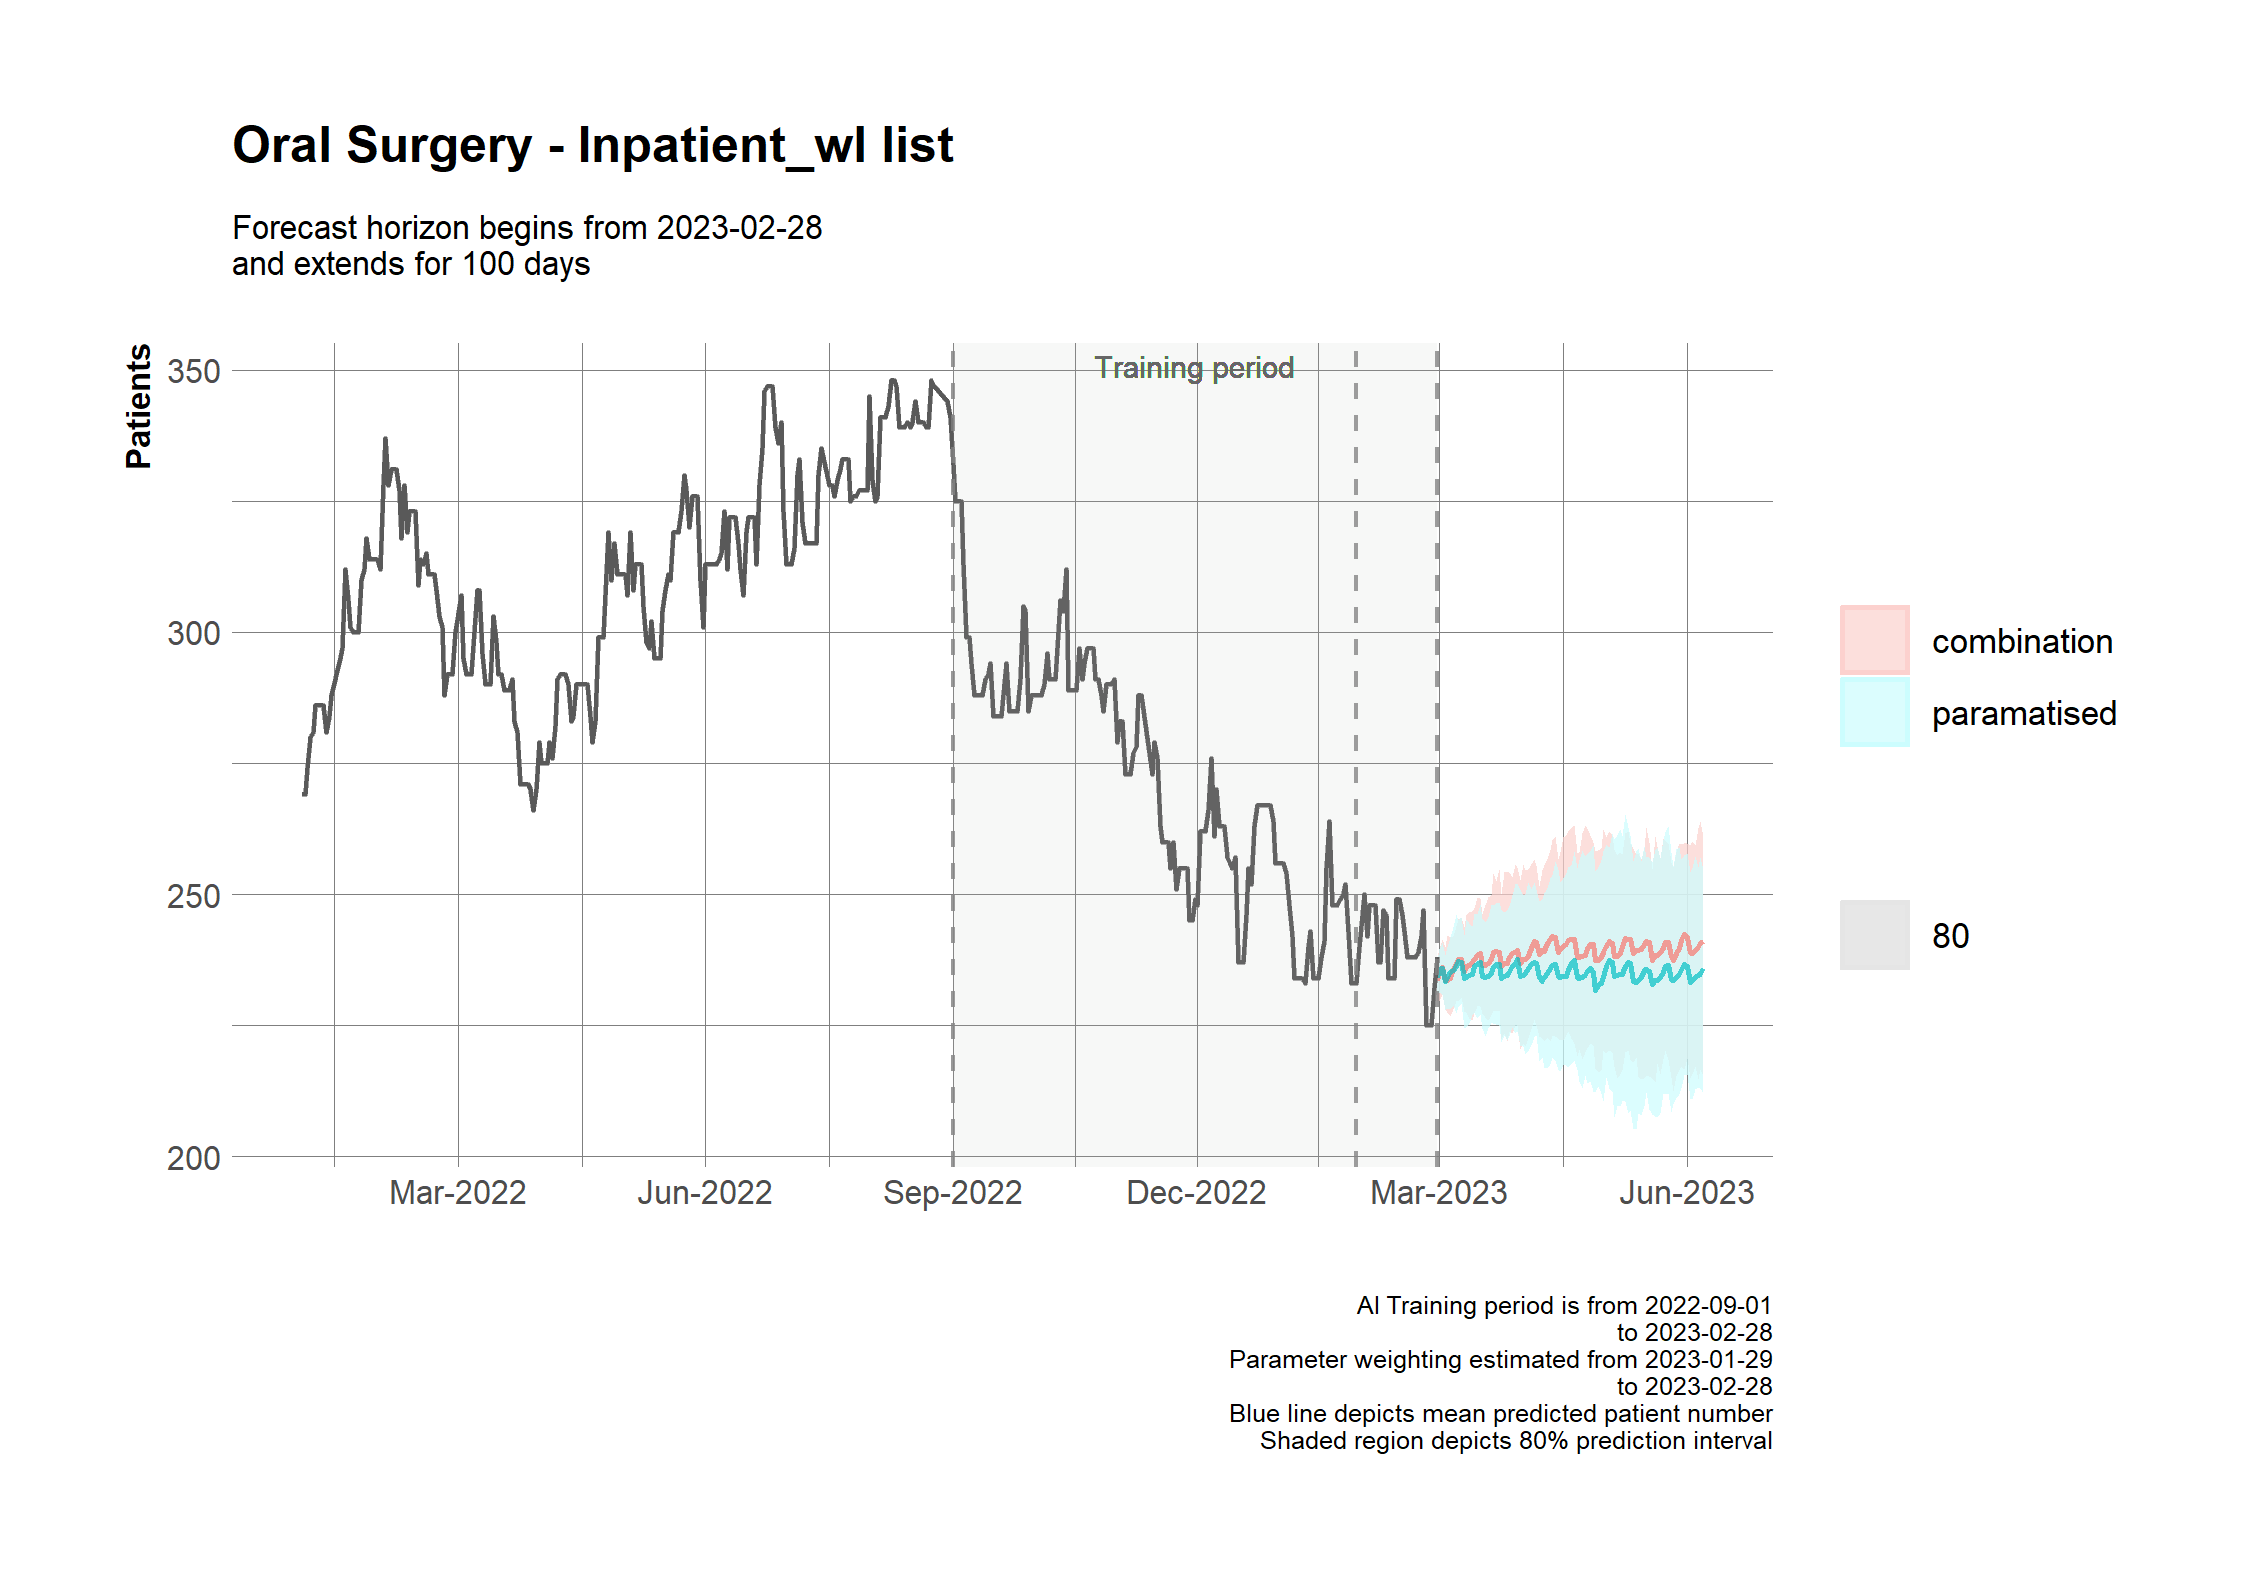 Oral Surgery - Inpatient_wl list
Forecast horizon begins from 2023-02-28
and extends for 100 days
Patients
Training period
350
300
250
200
Mar-2022
Jun-2022
Sep-2022
Dec-2022
Mar-2023
Jun-2023
combination
paramatised
80
AI Training period is from 2022-09-01
to 2023-02-28
Parameter weighting estimated from 2023-01-29
to 2023-02-28
Blue line depicts mean predicted patient number
Shaded region depicts 80% prediction interval